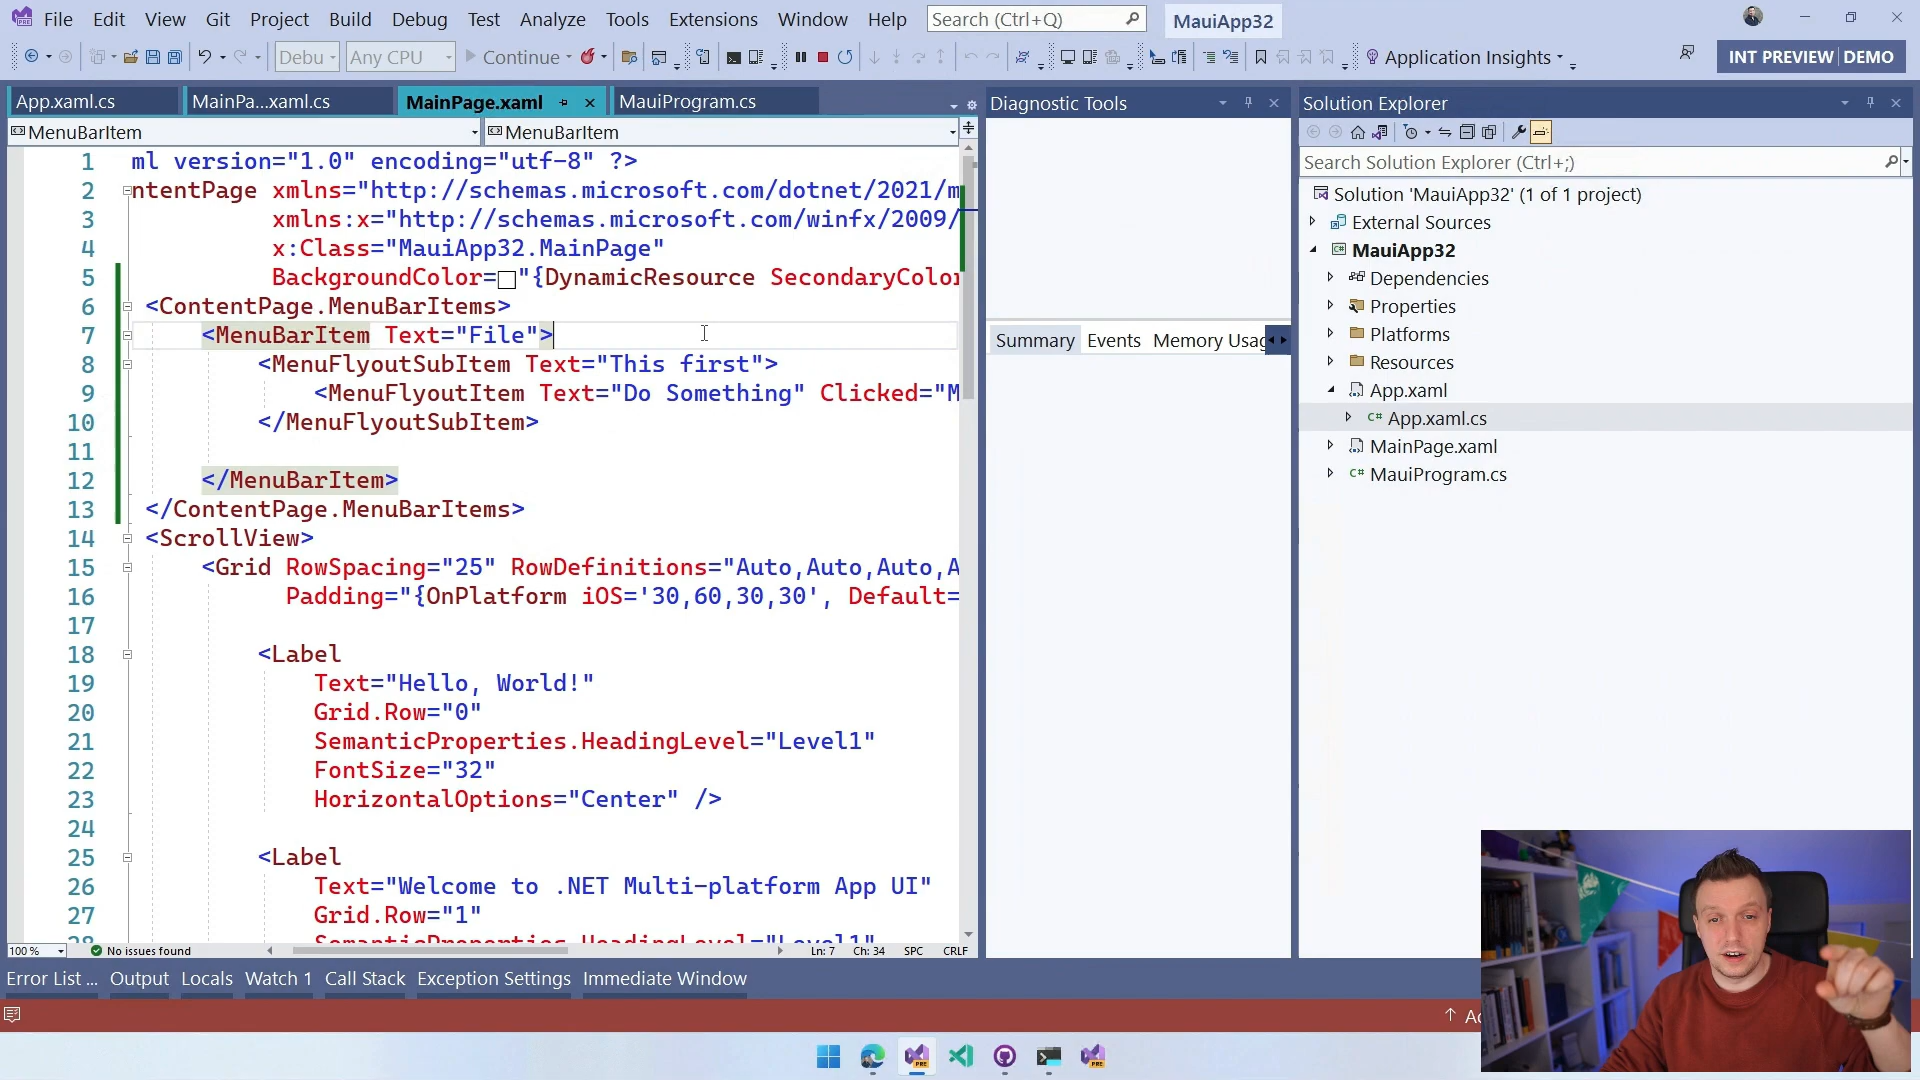 File Edit View Git Project Build Debug Test Analyze Tools Extensions Window Help Search (Ctrl+Q) MauiApp32
Debu Any CPU Continue Application Insights INT PREVIEW DEMO
App.xaml.cs MainPa...xaml.cs MainPage.xaml MauiProgram.cs
MenuBarItem MenuBarItem
1 ml version="1.0" encoding="utf-8" ?>
2 ntentPage xmlns="http://schemas.microsoft.com/dotnet/2021/m
3 xmlns:x="http://schemas.microsoft.com/winfx/2009/
4 x:Class="MauiApp32.MainPage"
5 BackgroundColor="{DynamicResource SecondaryColor
6 <ContentPage.MenuBarItems>
7 <MenuBarItem Text="File">
8 <MenuFlyoutSubItem Text="This first">
9 <MenuFlyoutItem Text="Do Something" Clicked="M
10 </MenuFlyoutSubItem>
11
12 </MenuBarItem>
13 </ContentPage.MenuBarItems>
14 <ScrollView>
15 <Grid RowSpacing="25" RowDefinitions="Auto,Auto,Auto,A
16 Padding="{OnPlatform iOS='30,60,30,30', Default=
17
18 <Label
19 Text="Hello, World!"
20 Grid.Row="0"
21 SemanticProperties.HeadingLevel="Level1"
22 FontSize="32"
23 HorizontalOptions="Center" />
24
25 <Label
26 Text="Welcome to .NET Multi-platform App UI"
27 Grid.Row="1"
28 SemanticProperties.HeadingLevel="Level1"
100 % No issues found Ln: 7 Ch: 34 SPC CRLF
Error List ... Output Locals Watch 1 Call Stack Exception Settings Immediate Window
Diagnostic Tools
Summary Events Memory Usag
Solution Explorer
Search Solution Explorer (Ctrl+;)
Solution 'MauiApp32' (1 of 1 project)
External Sources
MauiApp32
Dependencies
Properties
Platforms
Resources
App.xaml
C# App.xaml.cs
MainPage.xaml
C# MauiProgram.cs